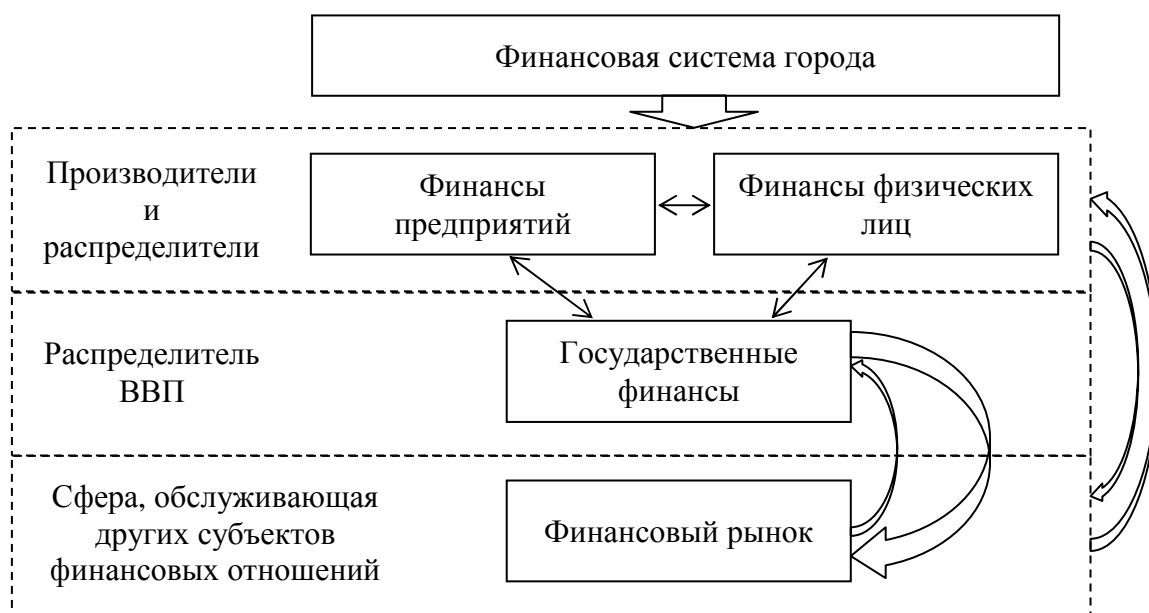 Финансовая система города
Производители
и
распределители
Финансы
предприятий
Финансы физических
лиц
Распределитель
ВВП
Государственные
финансы
Сфера, обслуживающая
других субъектов
финансовых отношений
Финансовый рынок